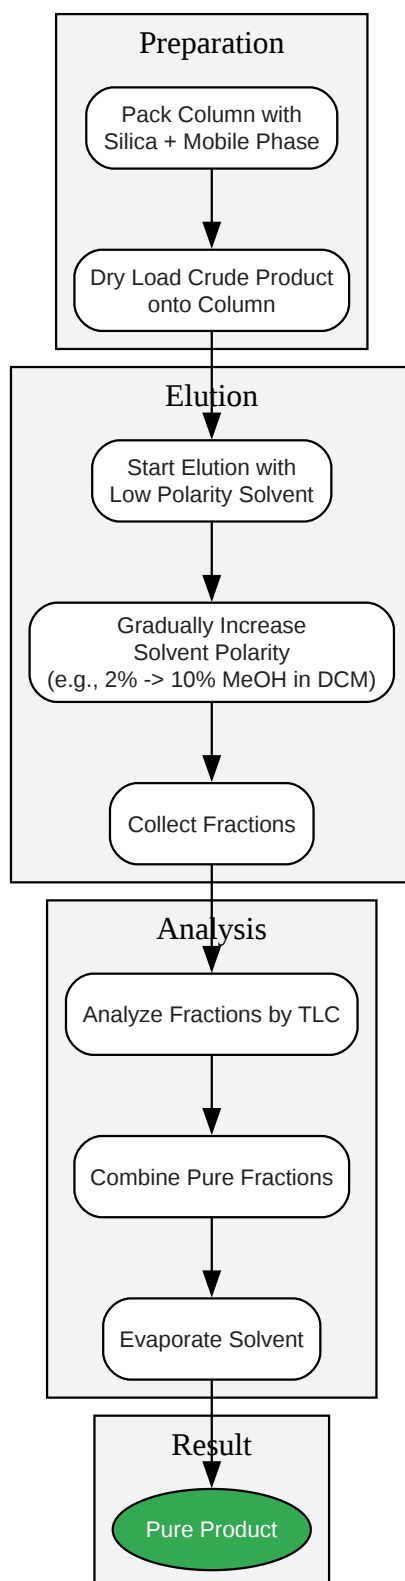 Preparation
Pack Column with
Silica + Mobile Phase
Dry Load Crude Product
onto Column
Elution
Start Elution with
Low Polarity Solvent
Gradually Increase
Solvent Polarity
(e.g., 2% -> 10% MeOH in DCM)
Collect Fractions
Analysis
Analyze Fractions by TLC
Combine Pure Fractions
Evaporate Solvent
Result
Pure Product